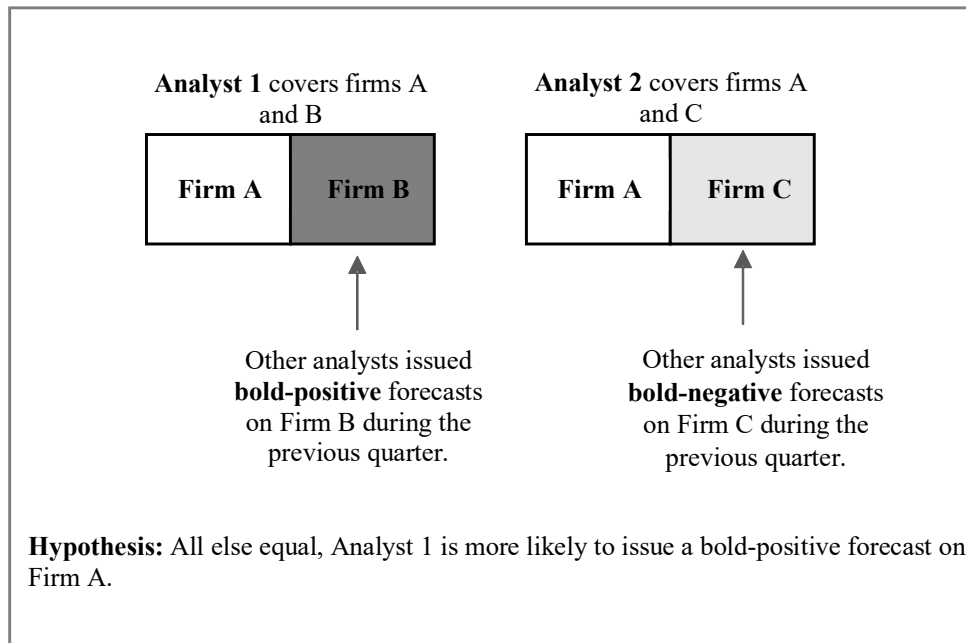 Analyst 1 covers firms A
and B
Analyst 2 covers firms A
and C
Firm A
Firm B
Firm A
Firm C
Other analysts issued
bold-positive forecasts
on Firm B during the
previous quarter.
Other analysts issued
bold-negative forecasts
on Firm C during the
previous quarter.
Hypothesis: All else equal, Analyst 1 is more likely to issue a bold-positive forecast on
Firm A.